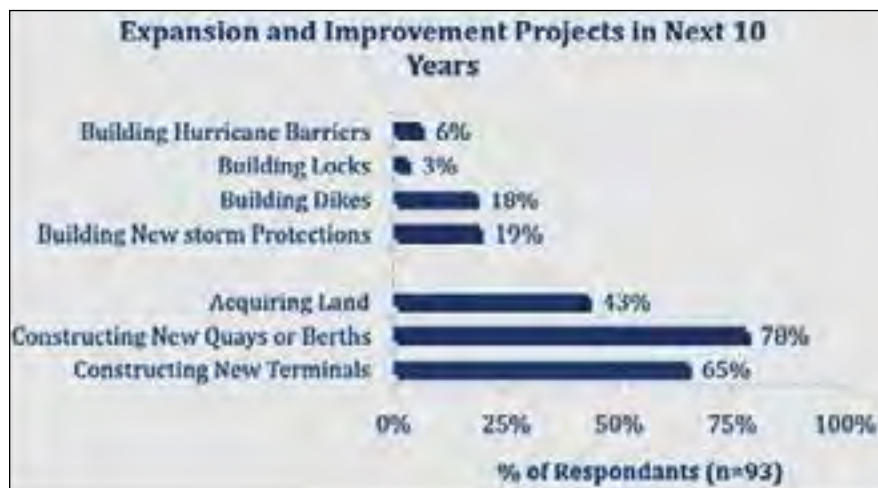 Expansion and Improvement Projects in Next 10
Years
Building Hurricane Barriers 6%
Building Locks 3%
Building Dikes 18%
Building New storm Protections 19%
Acquiring Land 43%
Constructing New Quays or Berths 78%
Constructing New Terminals 65%
0% 25% 50% 75% 100%
% of Respondants (n=93)